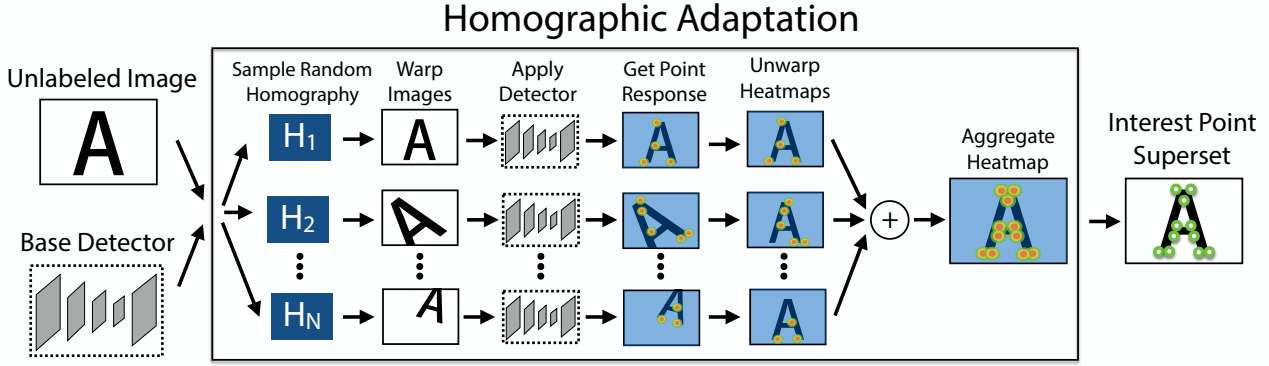 Homographic Adaptation
Unlabeled Image
A
Base Detector
Sample Random
Homography
Warp
Images
Apply
Detector
Get Point
Response
Unwarp
Heatmaps
H1
A
A
A
H2
A
A
A
HN
A
A
A
+
Aggregate
Heatmap
A
Interest Point
Superset
A